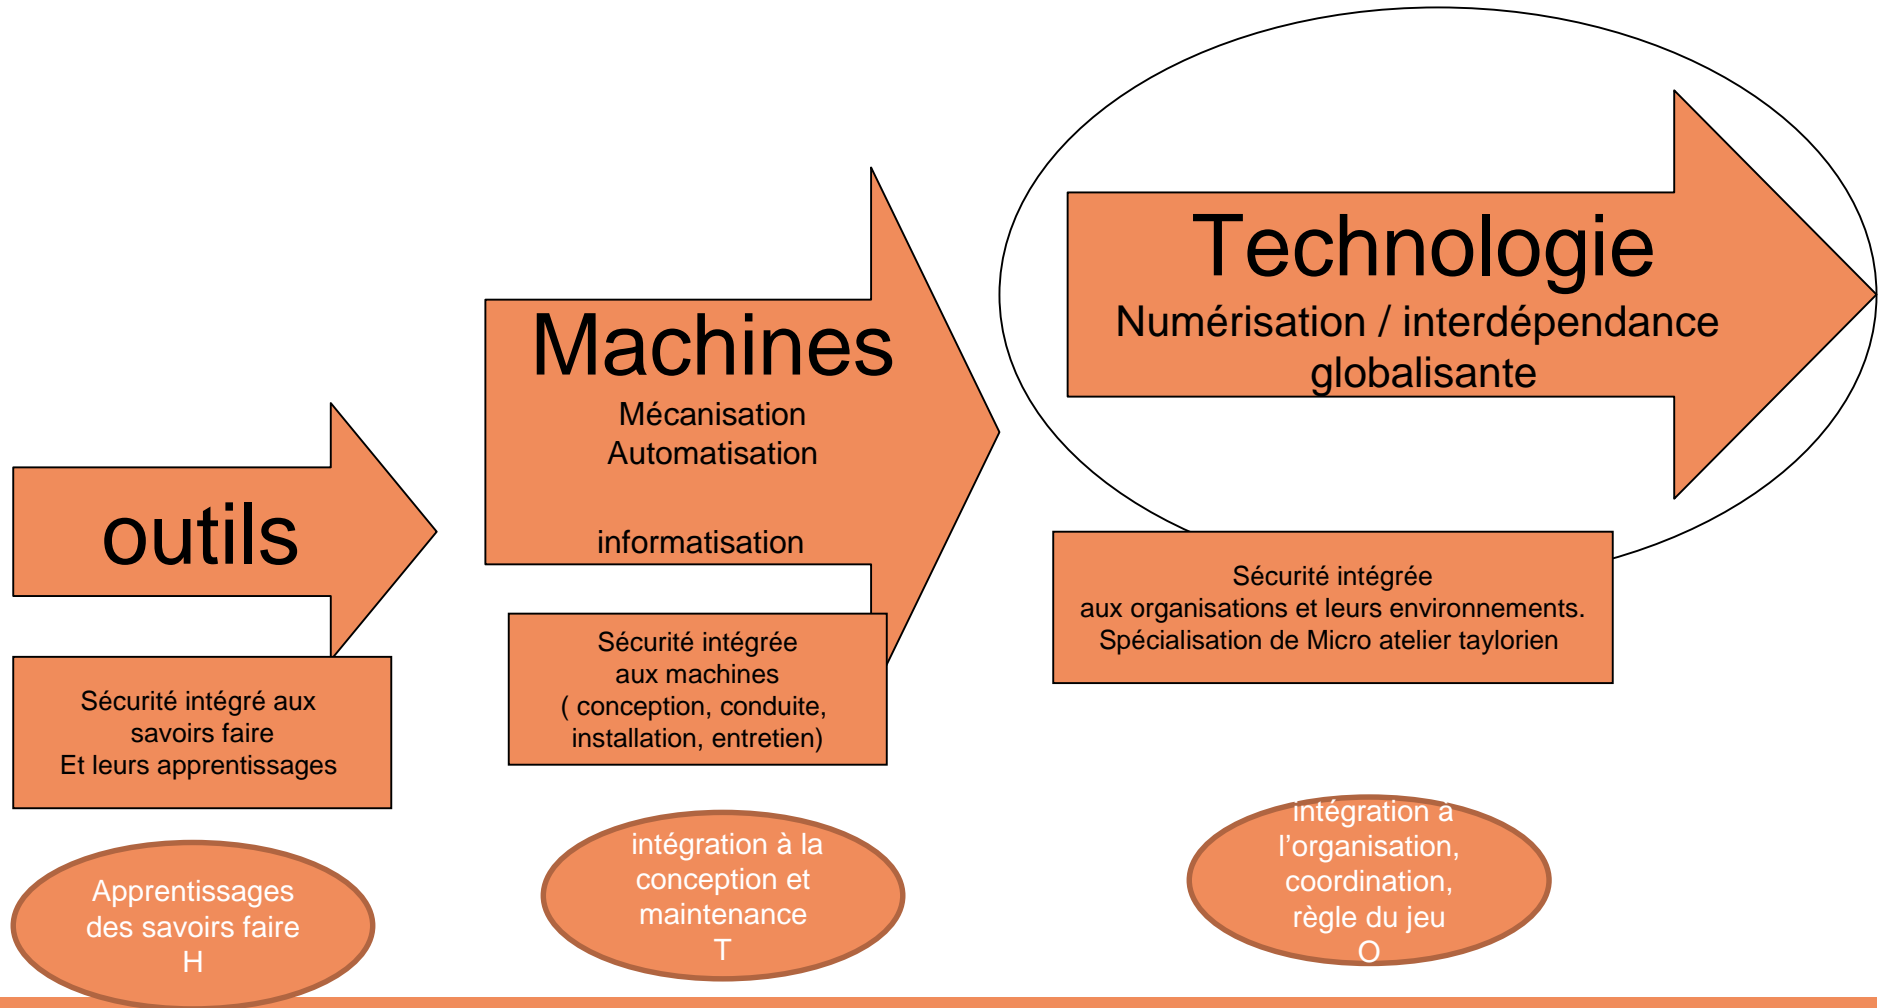 outils
Sécurité intégré aux
savoirs faire
Et leurs apprentissages
Apprentissages
des savoirs faire
H
Machines
Mécanisation
Automatisation
informatisation
Sécurité intégrée
aux machines
( conception, conduite,
installation, entretien)
intégration à la
conception et
maintenance
T
Technologie
Numérisation / interdépendance
globalisante
Sécurité intégrée
aux organisations et leurs environnements.
Spécialisation de Micro atelier taylorien
intégration à
l’organisation,
coordination,
règle du jeu
O